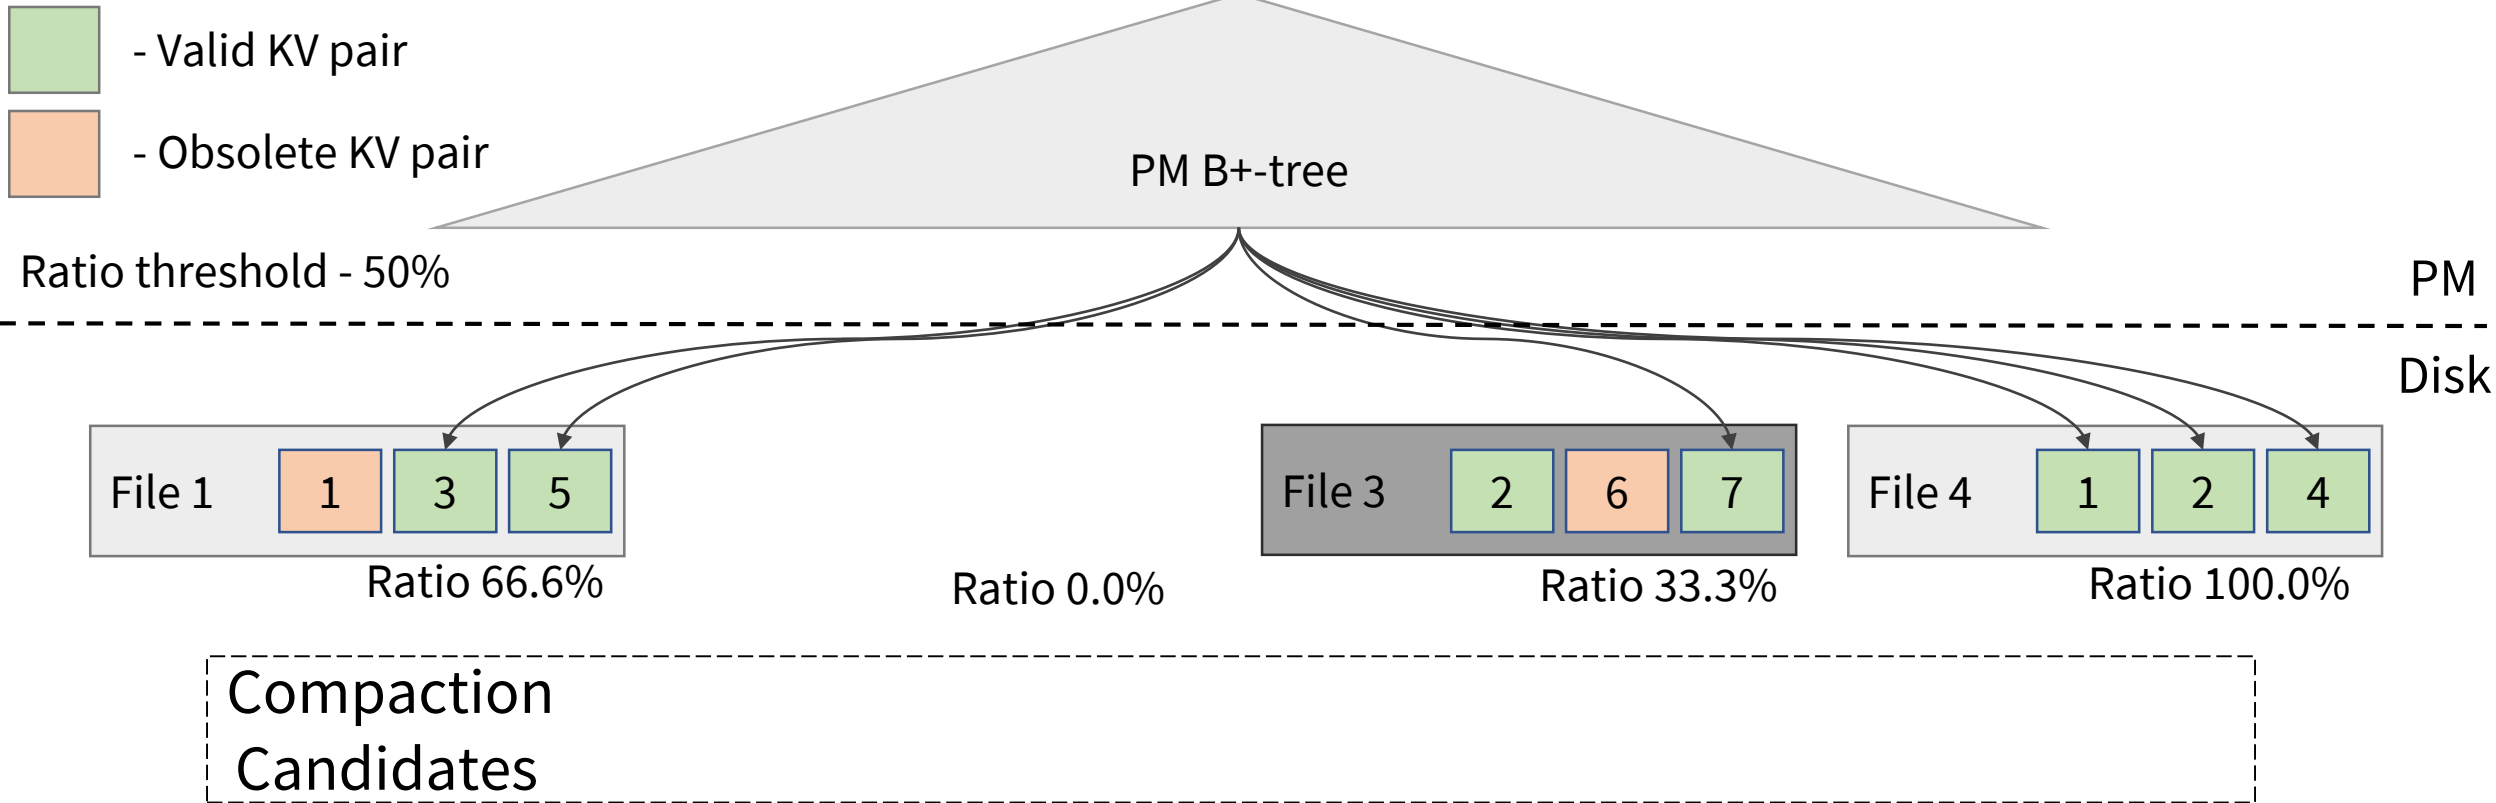 - Valid KV pair
- Obsolete KV pair
PM B+-tree
Ratio threshold - 50%
PM
Disk
File 1 1 3 5
File 3 2 6 7
File 4 1 2 4
Ratio 66.6%
Ratio 0.0%
Ratio 33.3%
Ratio 100.0%
Compaction
Candidates